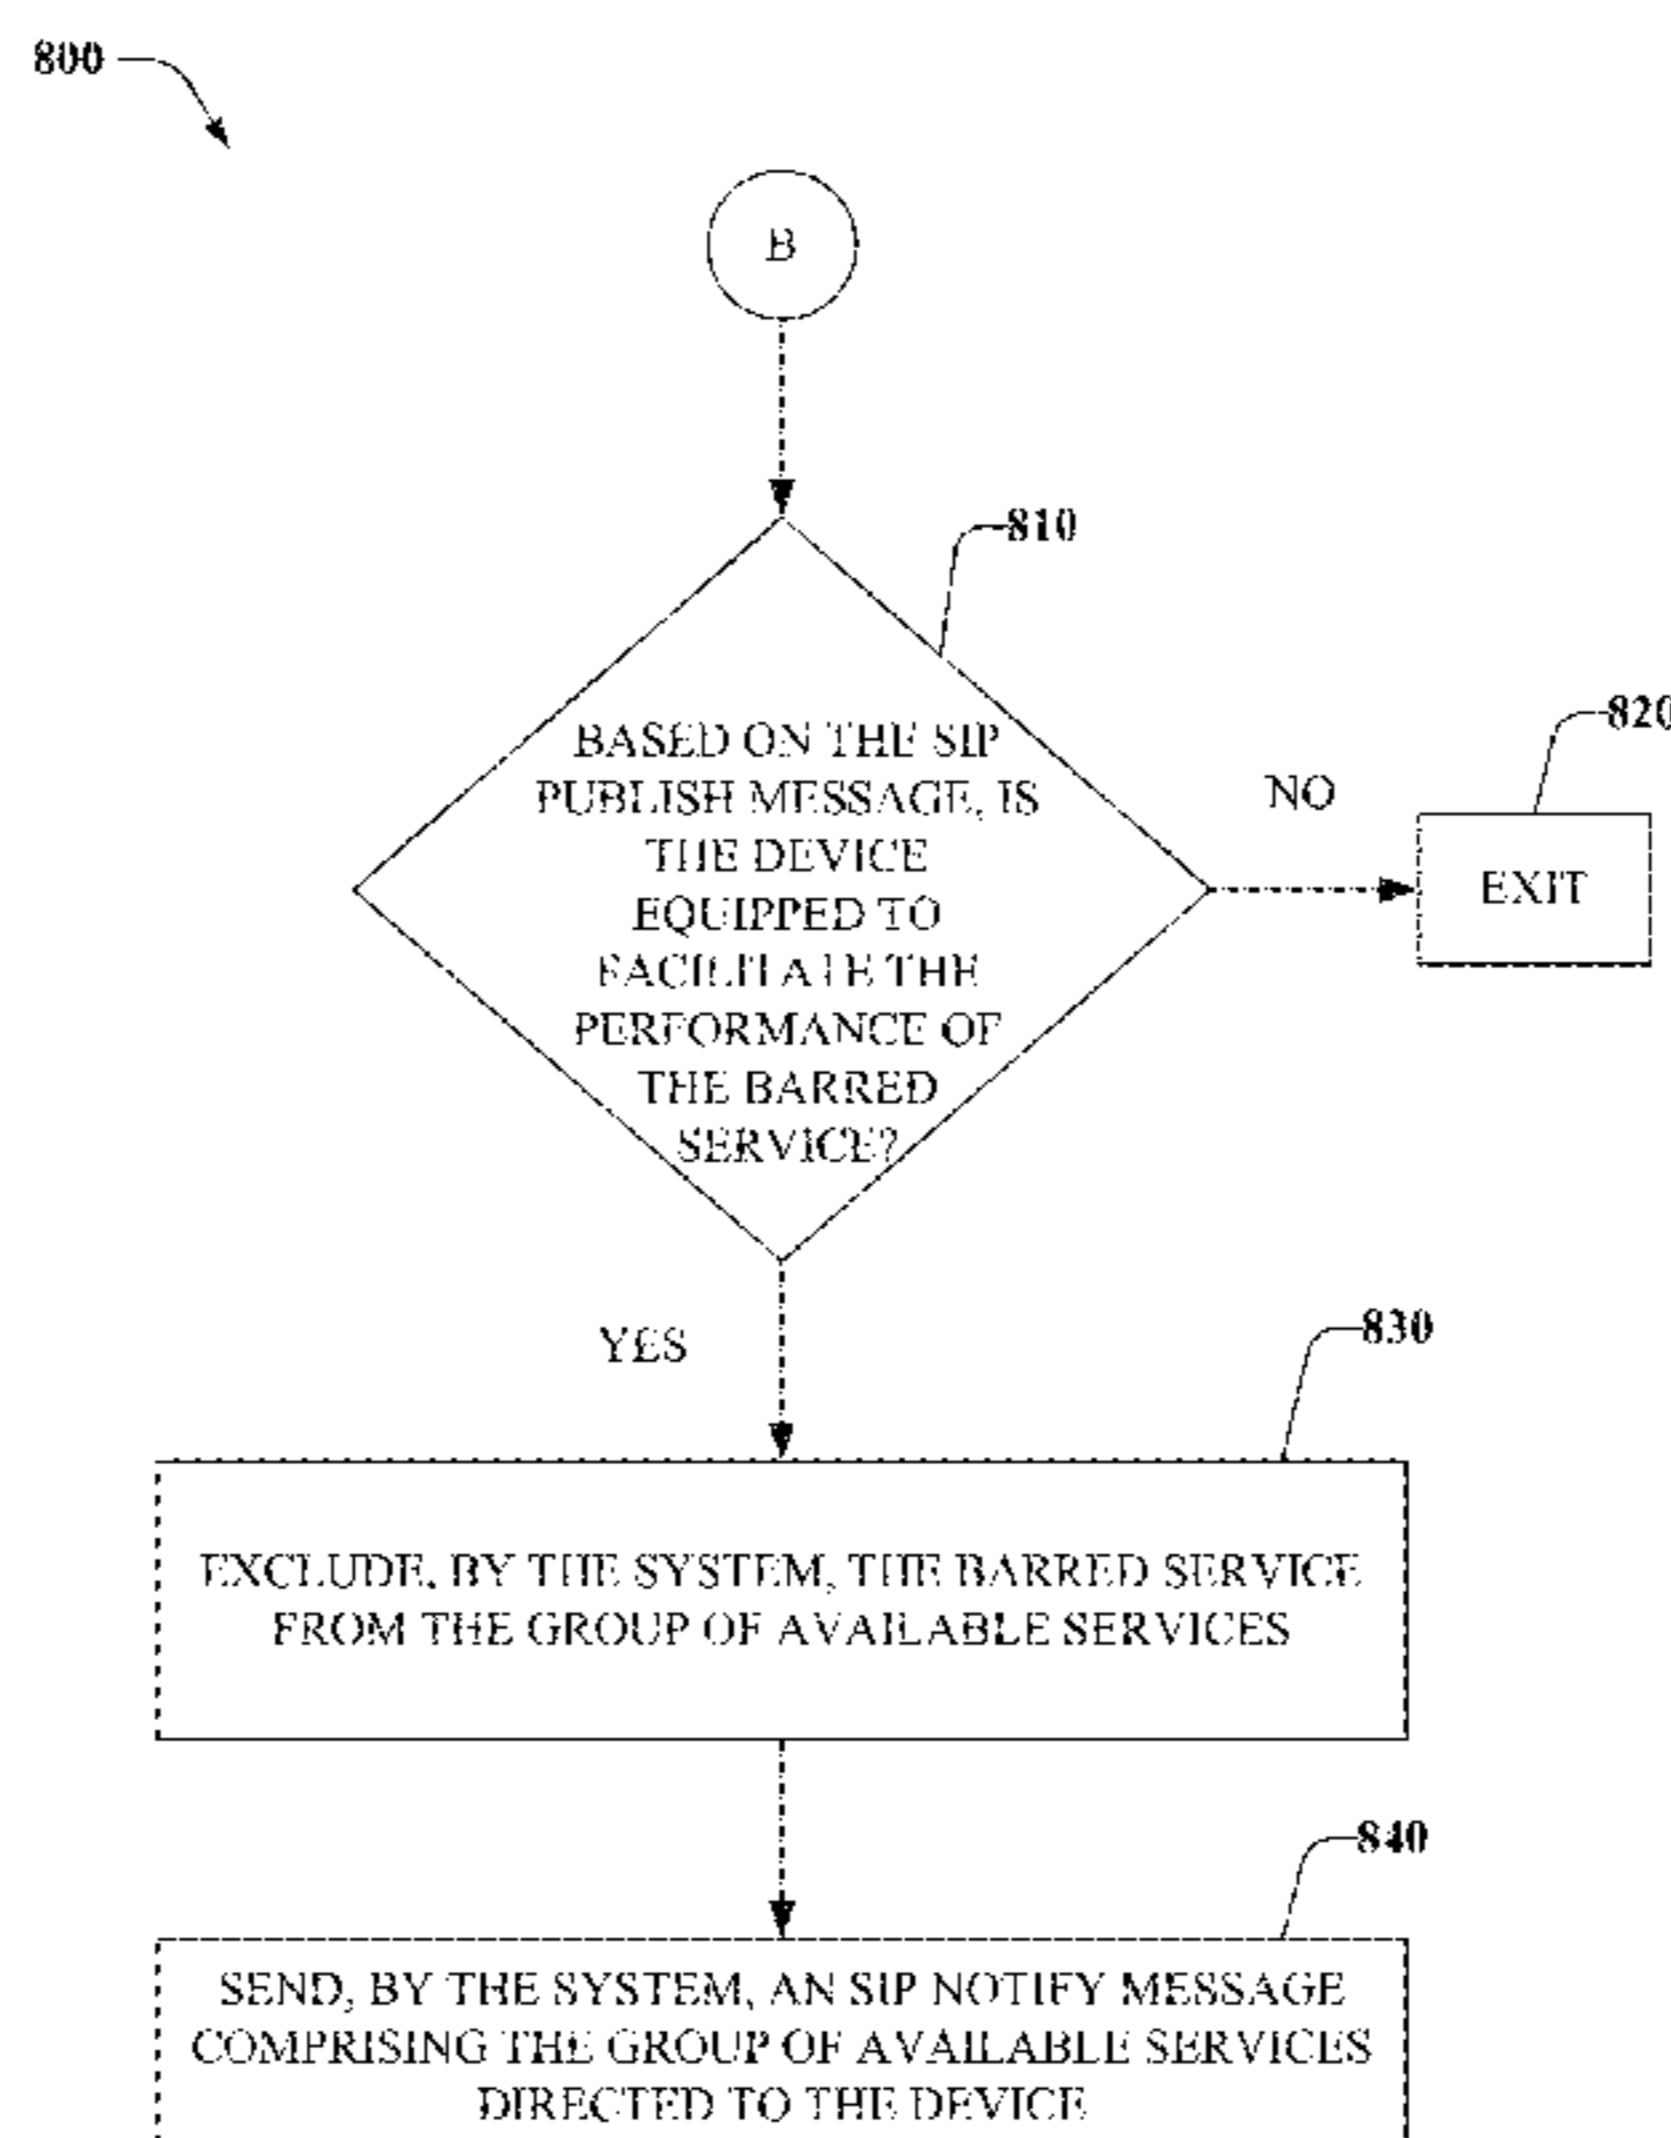 800
B
810
BASED ON THE SIP
PUBLISH MESSAGE, IS
THE DEVICE
EQUIPPED TO
FACILITATE THE
PERFORMANCE OF
THE BARRED
SERVICE?
820
NO
EXIT
YES
830
EXCLUDE, BY THE SYSTEM, THE BARRED SERVICE
FROM THE GROUP OF AVAILABLE SERVICES
840
SEND, BY THE SYSTEM, AN SIP NOTIFY MESSAGE
COMPRISING THE GROUP OF AVAILABLE SERVICES
DIRECTED TO THE DEVICE